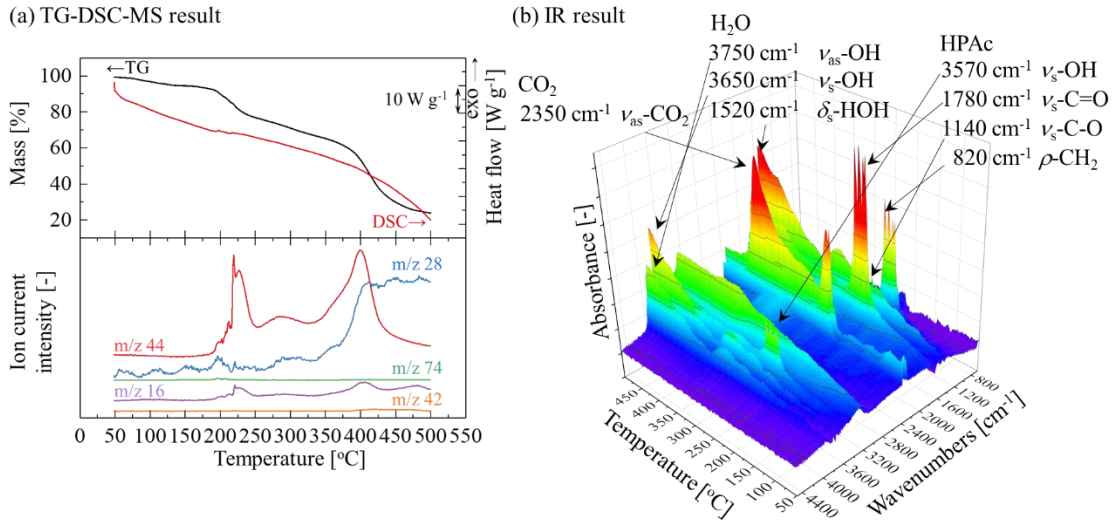 (a) TG-DSC-MS result
Mass [%]
100
80
60
40
20
←TG
DSC→
10 W g⁻¹
exo→
Heat flow [W g⁻¹]
Ion current
intensity [-]
m/z 28
m/z 44
m/z 74
m/z 16
m/z 42
0 50 100 150 200 250 300 350 400 450 500 550
Temperature [°C]
(b) IR result
CO₂
2350 cm⁻¹ νas-CO₂
H₂O
3750 cm⁻¹ νas-OH
3650 cm⁻¹ νs-OH
1520 cm⁻¹ δs-HOH
HPAc
3570 cm⁻¹ νs-OH
1780 cm⁻¹ νs-C=O
1140 cm⁻¹ νs-C-O
820 cm⁻¹ ρ-CH₂
Absorbance [-]
450 400 350 300 250 200 150 100 50
Temperature [°C]
800 1200 1600 2000 2400 2800 3200 3600 4000 4400
Wavenumbers [cm⁻¹]